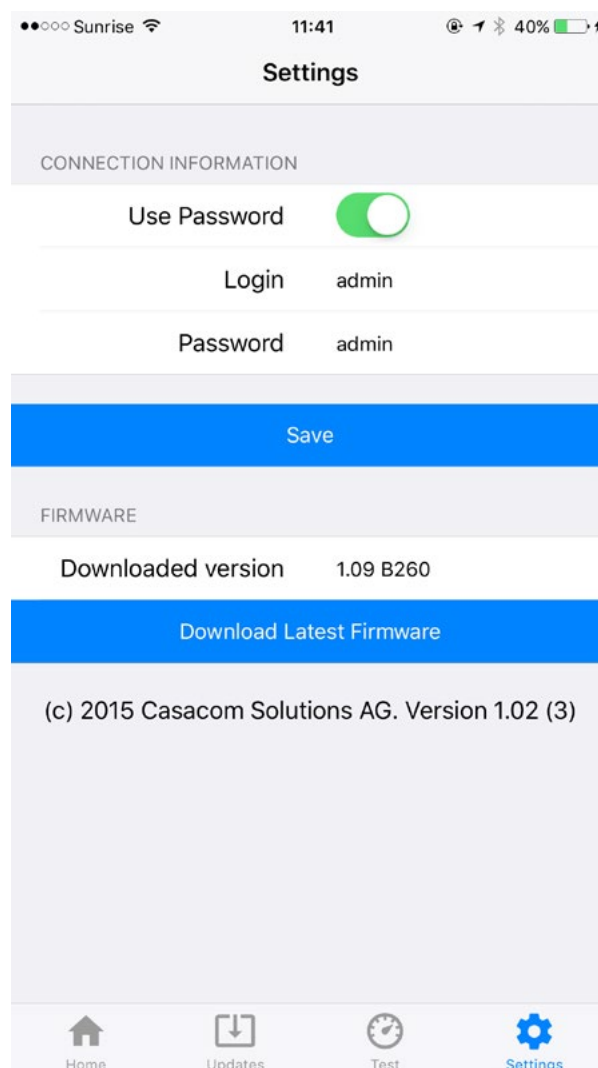 Sunrise 11:41 40%
Settings
CONNECTION INFORMATION
Use Password
Login admin
Password admin
Save
FIRMWARE
Downloaded version 1.09 B260
Download Latest Firmware
(c) 2015 Casacom Solutions AG. Version 1.02 (3)
Home Updates Test Settings